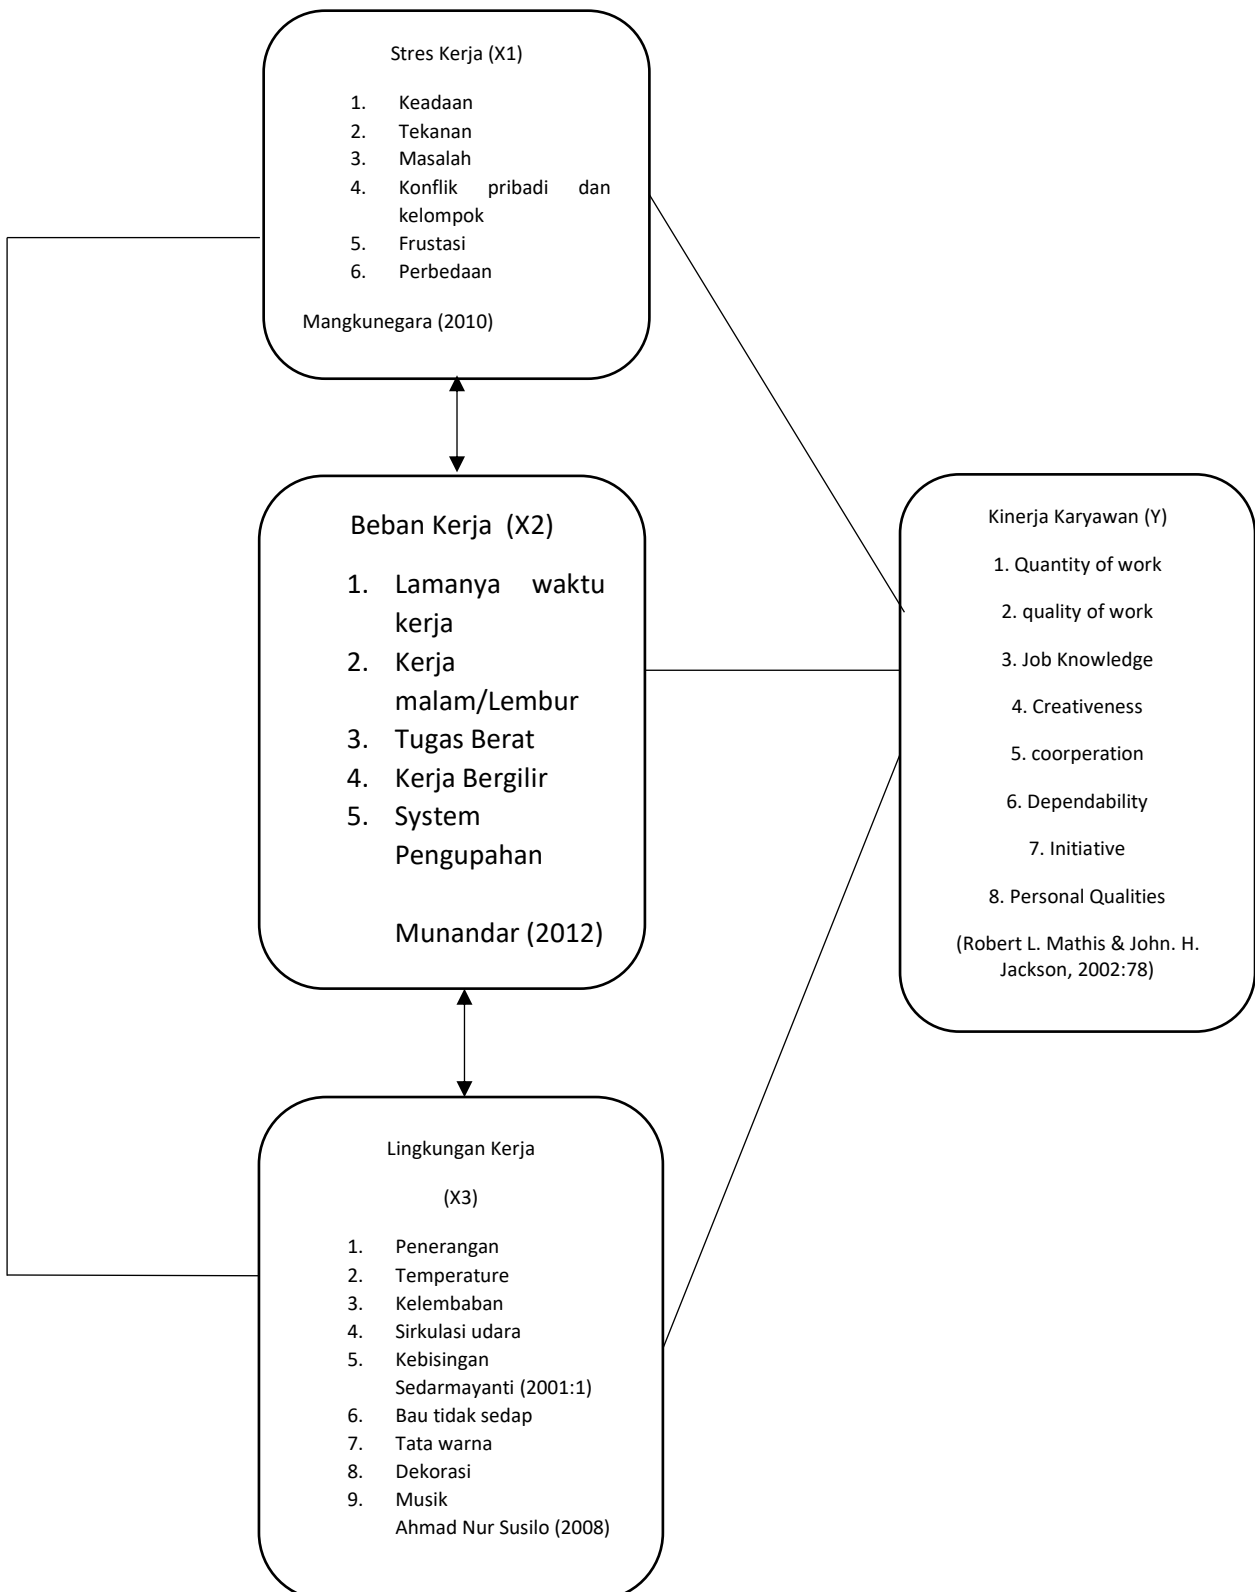 Stres Kerja (X1)
1. Keadaan
2. Tekanan
3. Masalah
4. Konflik pribadi dan
kelompok
5. Frustasi
6. Perbedaan
Mangkunegara (2010)
Beban Kerja (X2)
1. Lamanya waktu
kerja
2. Kerja
malam/Lembur
3. Tugas Berat
4. Kerja Bergilir
5. System
Pengupahan
Munandar (2012)
Lingkungan Kerja
(X3)
1. Penerangan
2. Temperature
3. Kelembaban
4. Sirkulasi udara
5. Kebisingan
Sedarmayanti (2001:1)
6. Bau tidak sedap
7. Tata warna
8. Dekorasi
9. Musik
Ahmad Nur Susilo (2008)
Kinerja Karyawan (Y)
1. Quantity of work
2. quality of work
3. Job Knowledge
4. Creativeness
5. coorperation
6. Dependability
7. Initiative
8. Personal Qualities
(Robert L. Mathis & John. H.
Jackson, 2002:78)